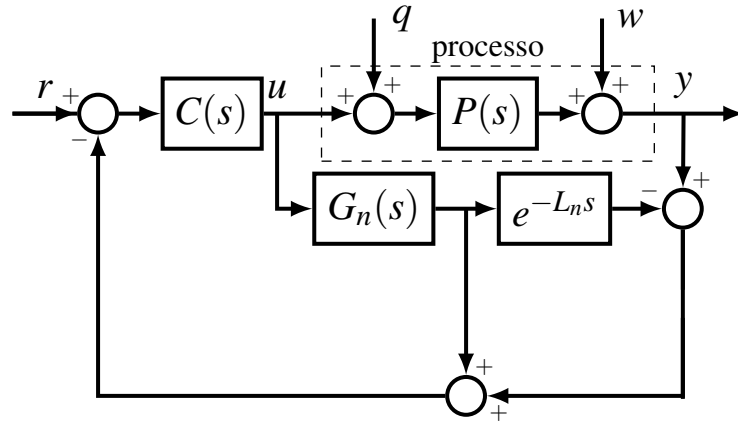 q
w
processo
r
+
−
C(s)
u
+
+
P(s)
+
+
y
G_n(s)
e^{-L_n s}
−
+
+
+